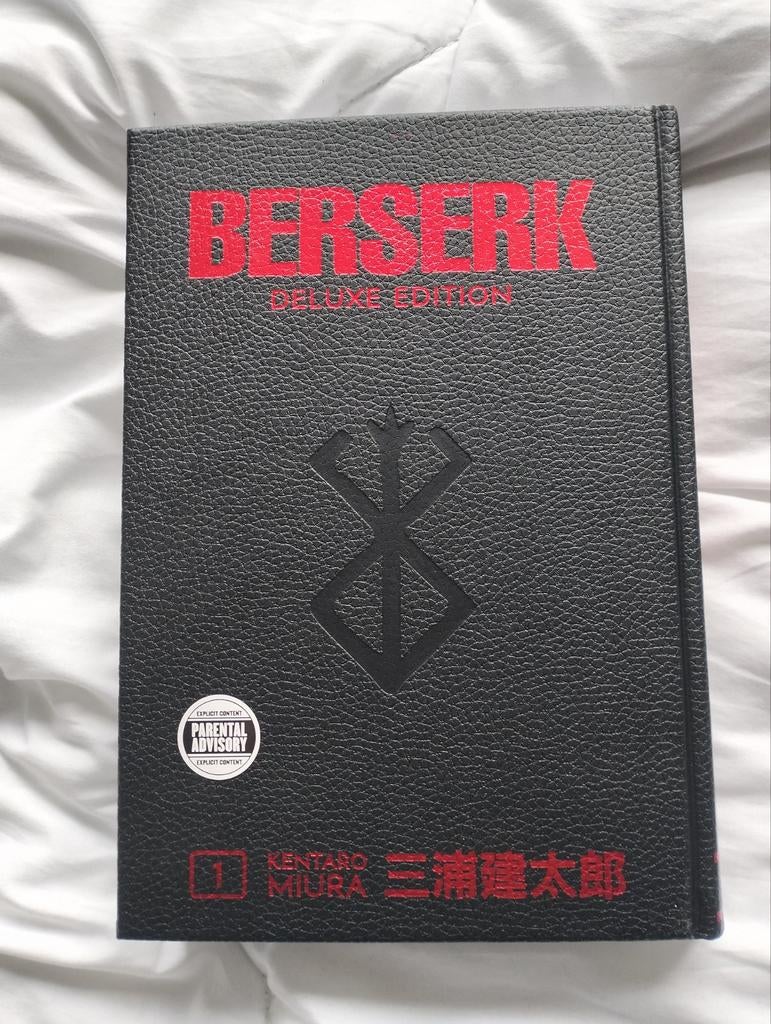 BERSERK
DELUXE EDITION
EXPLICIT CONTENT
PARENTAL
ADVISORY
EXPLICIT CONTENT
1
KENTARO
MIURA
三浦建太郎